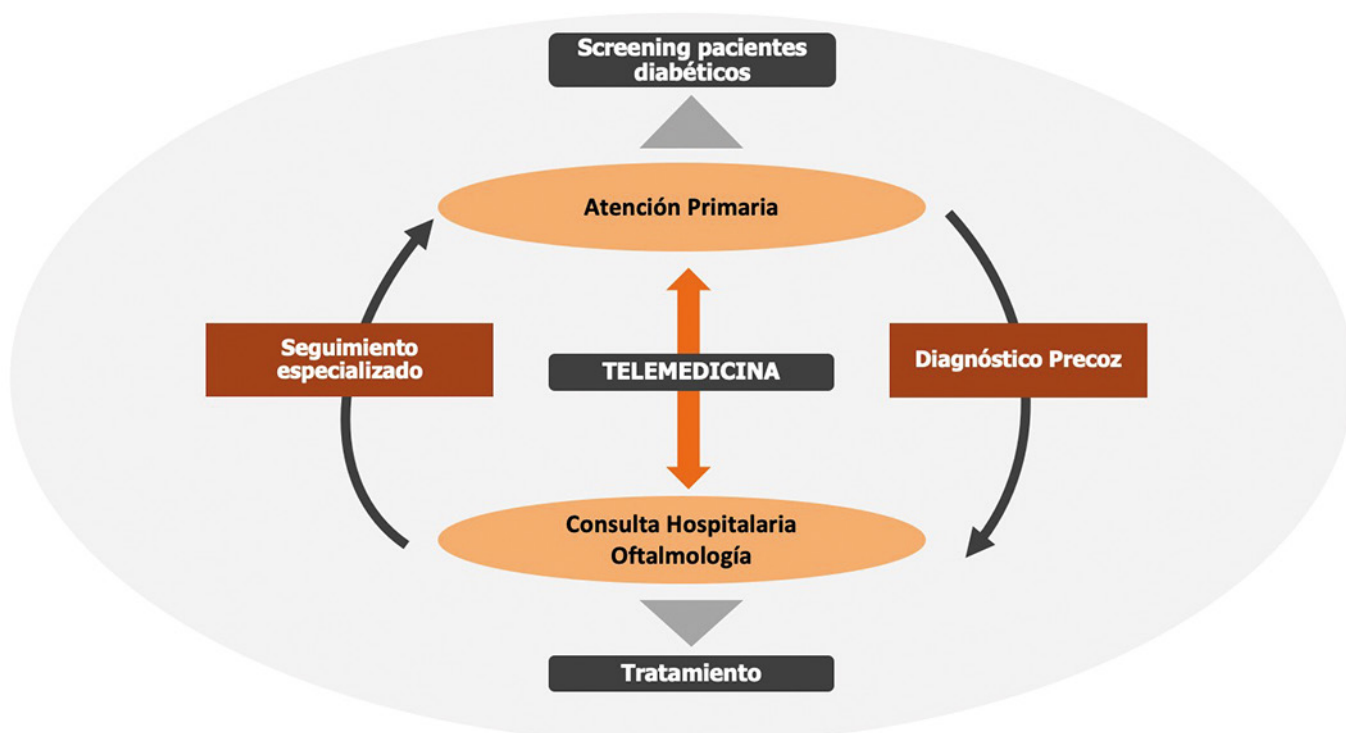 Screening pacientes
diabéticos
Atención Primaria
Seguimiento
especializado
TELEMEDICINA
Diagnóstico Precoz
Consulta Hospitalaria
Oftalmología
Tratamiento